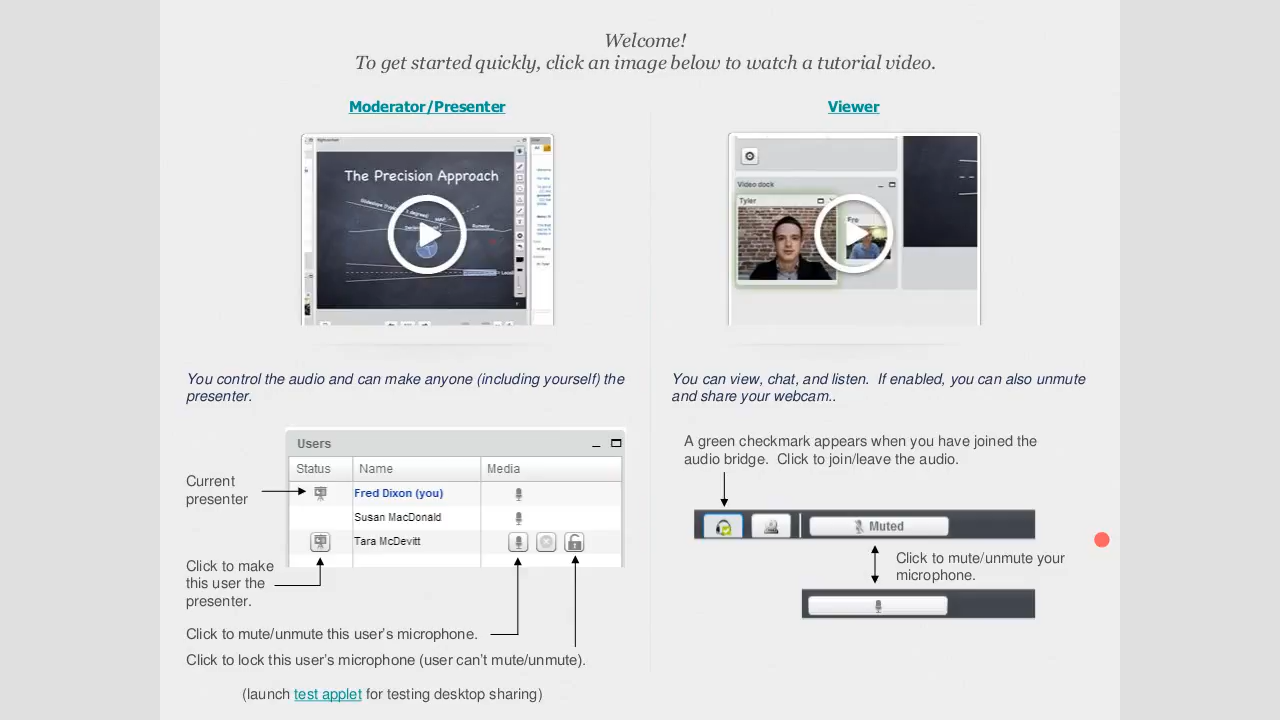 Welcome!
To get started quickly, click an image below to watch a tutorial video.
Moderator/Presenter
The Precision Approach
Runway
You control the audio and can make anyone (including yourself) the
presenter.
Users
Status Name Media
Current
presenter
Fred Dixon (you)
Susan MacDonald
Tara McDevitt
Click to make
this user the
presenter.
Click to mute/unmute this user's microphone.
Click to lock this user's microphone (user can't mute/unmute).
(launch test applet for testing desktop sharing)
Viewer
Video dock
Tyler
Fre
You can view, chat, and listen.  If enabled, you can also unmute
and share your webcam..
A green checkmark appears when you have joined the
audio bridge.  Click to join/leave the audio.
Muted
Click to mute/unmute your
microphone.